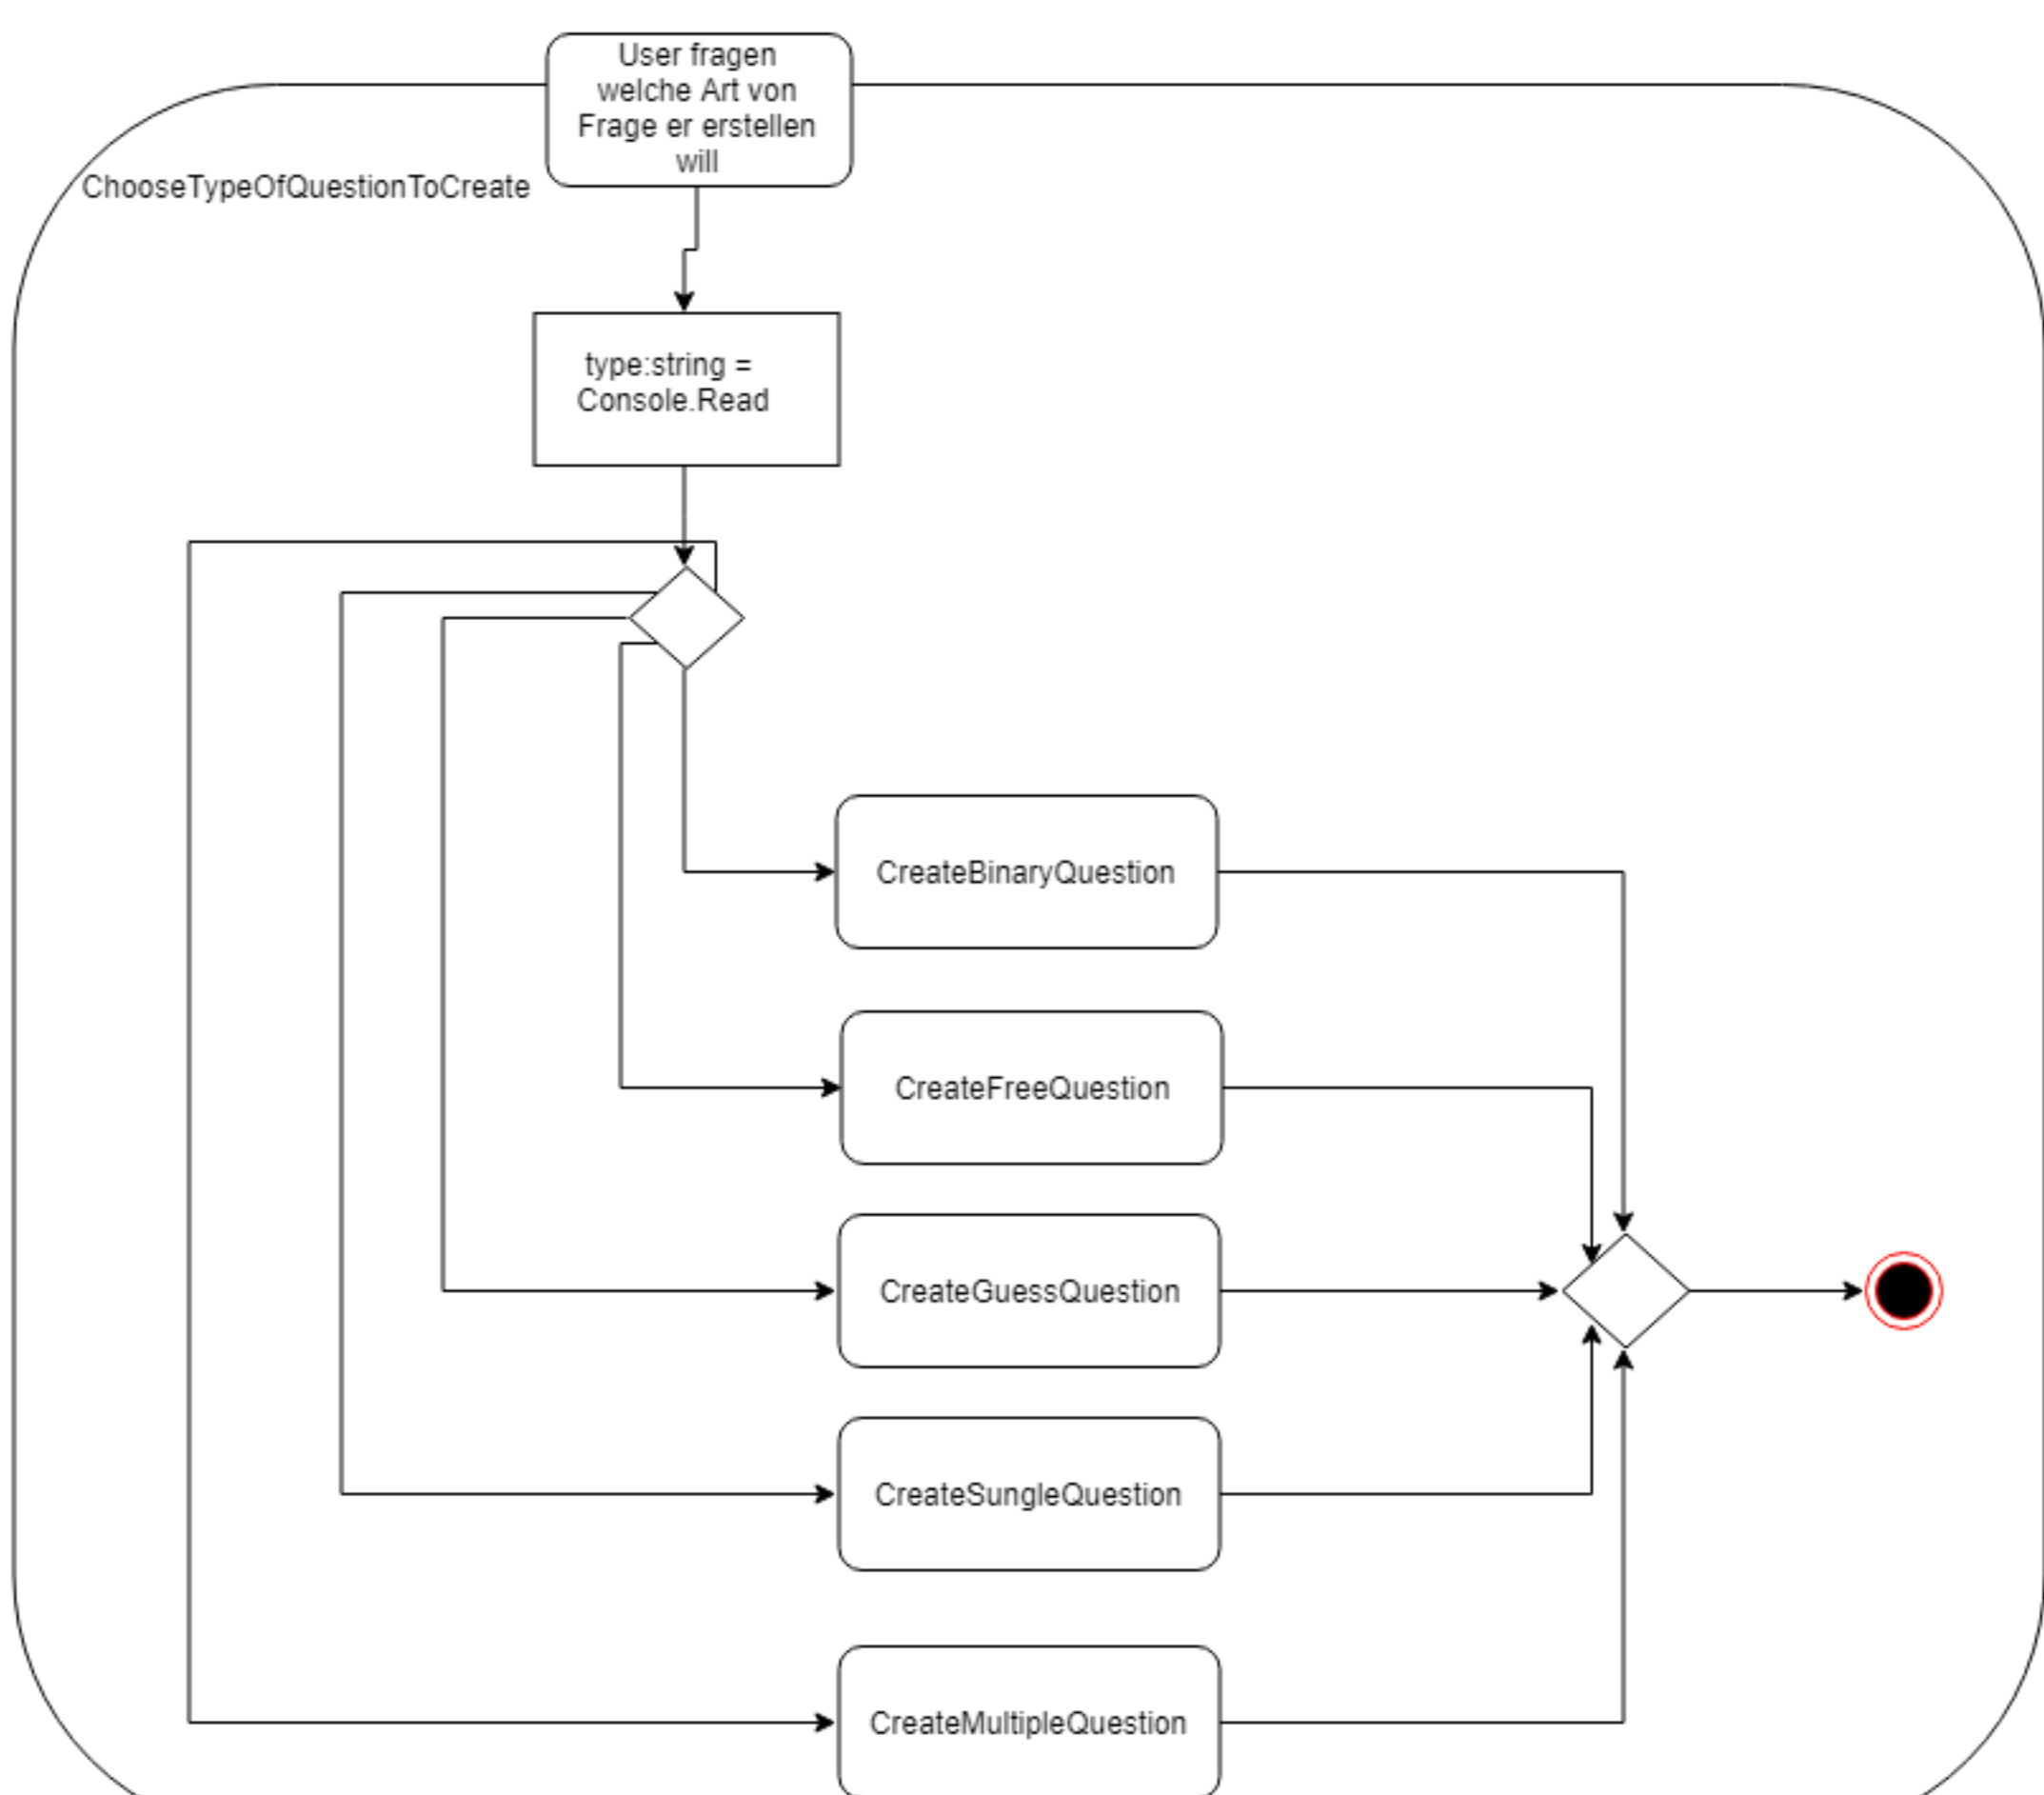 User fragen
welche Art von
Frage er erstellen
will
ChooseTypeOfQuestionToCreate
type:string =
Console.Read
CreateBinaryQuestion
CreateFreeQuestion
CreateGuessQuestion
CreateSungleQuestion
CreateMultipleQuestion